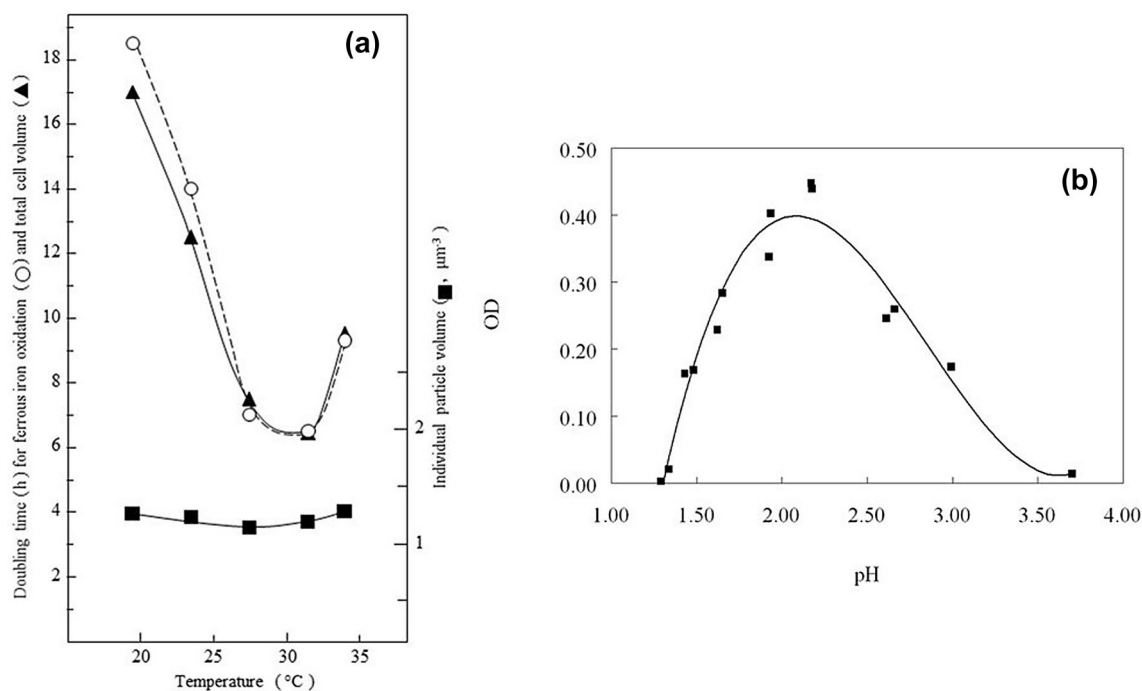 (a)
Doubling time (h) for ferrous iron oxidation (○) and total cell volume (▲)
18
16
14
12
10
8
6
4
2
20 25 30 35
Temperature (°C)
2
1
Individual particle volume (■ μm⁻³
(b)
OD
0.50
0.40
0.30
0.20
0.10
0.00
1.00 1.50 2.00 2.50 3.00 3.50 4.00
pH